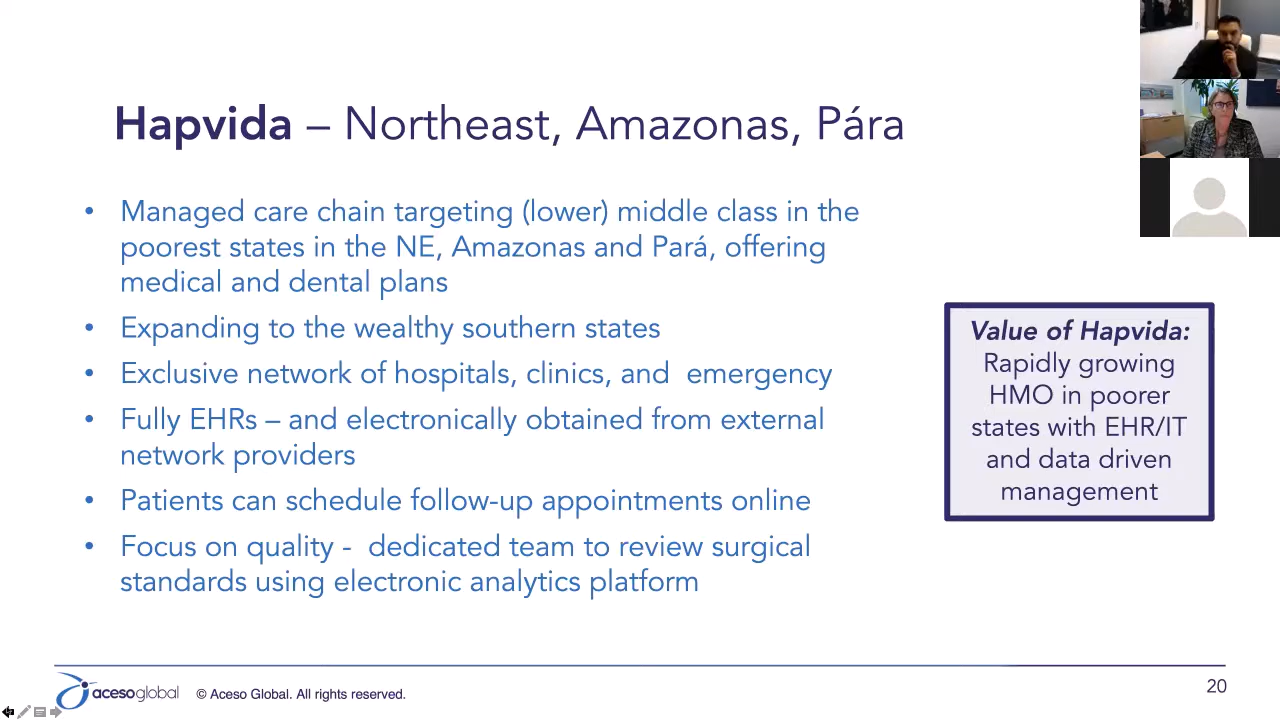 Hapvida – Northeast, Amazonas, Pára
• Managed care chain targeting (lower) middle class in the
poorest states in the NE, Amazonas and Pará, offering
medical and dental plans
• Expanding to the wealthy southern states
• Exclusive network of hospitals, clinics, and  emergency
• Fully EHRs – and electronically obtained from external
network providers
• Patients can schedule follow-up appointments online
• Focus on quality -  dedicated team to review surgical
standards using electronic analytics platform
Value of Hapvida:
Rapidly growing
HMO in poorer
states with EHR/IT
and data driven
management
acesoglobal
© Aceso Global. All rights reserved.
20